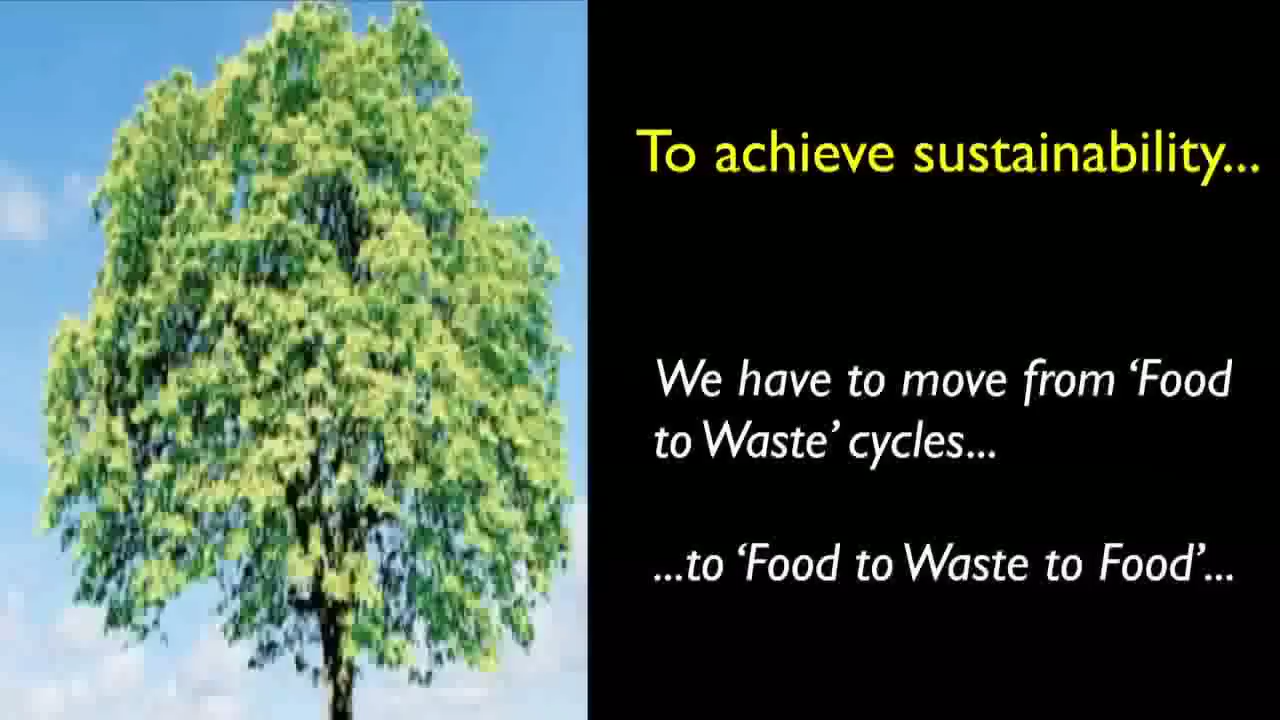 To achieve sustainability...
We have to move from ‘Food
to Waste’ cycles...
...to ‘Food to Waste to Food’...